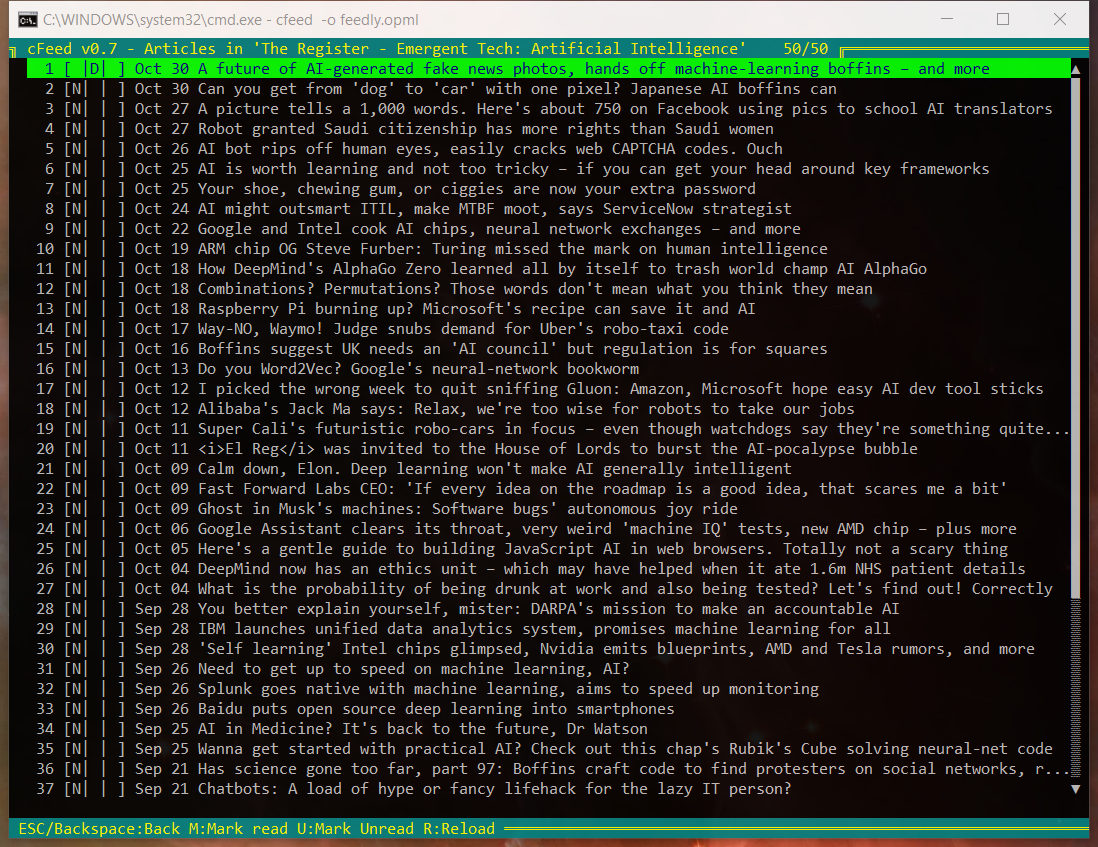 C:\WINDOWS\system32\cmd.exe - cfeed -o feedly.opml
cFeed v0.7 - Articles in 'The Register - Emergent Tech: Artificial Intelligence' 50/50
1 [ |D| ] Oct 30 A future of AI-generated fake news photos, hands off machine-learning boffins – and more
2 [N| | ] Oct 30 Can you get from 'dog' to 'car' with one pixel? Japanese AI boffins can
3 [N| | ] Oct 27 A picture tells a 1,000 words. Here's about 750 on Facebook using pics to school AI translators
4 [N| | ] Oct 27 Robot granted Saudi citizenship has more rights than Saudi women
5 [N| | ] Oct 26 AI bot rips off human eyes, easily cracks web CAPTCHA codes. Ouch
6 [N| | ] Oct 25 AI is worth learning and not too tricky – if you can get your head around key frameworks
7 [N| | ] Oct 25 Your shoe, chewing gum, or ciggies are now your extra password
8 [N| | ] Oct 24 AI might outsmart ITIL, make MTBF moot, says ServiceNow strategist
9 [N| | ] Oct 22 Google and Intel cook AI chips, neural network exchanges – and more
10 [N| | ] Oct 19 ARM chip OG Steve Furber: Turing missed the mark on human intelligence
11 [N| | ] Oct 18 How DeepMind's AlphaGo Zero learned all by itself to trash world champ AI AlphaGo
12 [N| | ] Oct 18 Combinations? Permutations? Those words don't mean what you think they mean
13 [N| | ] Oct 18 Raspberry Pi burning up? Microsoft's recipe can save it and AI
14 [N| | ] Oct 17 Way-NO, Waymo! Judge snubs demand for Uber's robo-taxi code
15 [N| | ] Oct 16 Boffins suggest UK needs an 'AI council' but regulation is for squares
16 [N| | ] Oct 13 Do you Word2Vec? Google's neural-network bookworm
17 [N| | ] Oct 12 I picked the wrong week to quit sniffing Gluon: Amazon, Microsoft hope easy AI dev tool sticks
18 [N| | ] Oct 12 Alibaba's Jack Ma says: Relax, we're too wise for robots to take our jobs
19 [N| | ] Oct 11 Super Cali's futuristic robo-cars in focus – even though watchdogs say they're something quite...
20 [N| | ] Oct 11 <i>El Reg</i> was invited to the House of Lords to burst the AI-pocalypse bubble
21 [N| | ] Oct 09 Calm down, Elon. Deep learning won't make AI generally intelligent
22 [N| | ] Oct 09 Fast Forward Labs CEO: 'If every idea on the roadmap is a good idea, that scares me a bit'
23 [N| | ] Oct 09 Ghost in Musk's machines: Software bugs' autonomous joy ride
24 [N| | ] Oct 06 Google Assistant clears its throat, very weird 'machine IQ' tests, new AMD chip – plus more
25 [N| | ] Oct 05 Here's a gentle guide to building JavaScript AI in web browsers. Totally not a scary thing
26 [N| | ] Oct 04 DeepMind now has an ethics unit – which may have helped when it ate 1.6m NHS patient details
27 [N| | ] Oct 04 What is the probability of being drunk at work and also being tested? Let's find out! Correctly
28 [N| | ] Sep 28 You better explain yourself, mister: DARPA's mission to make an accountable AI
29 [N| | ] Sep 28 IBM launches unified data analytics system, promises machine learning for all
30 [N| | ] Sep 28 'Self learning' Intel chips glimpsed, Nvidia emits blueprints, AMD and Tesla rumors, and more
31 [N| | ] Sep 26 Need to get up to speed on machine learning, AI?
32 [N| | ] Sep 26 Splunk goes native with machine learning, aims to speed up monitoring
33 [N| | ] Sep 26 Baidu puts open source deep learning into smartphones
34 [N| | ] Sep 25 AI in Medicine? It's back to the future, Dr Watson
35 [N| | ] Sep 25 Wanna get started with practical AI? Check out this chap's Rubik's Cube solving neural-net code
36 [N| | ] Sep 21 Has science gone too far, part 97: Boffins craft code to find protesters on social networks, r...
37 [N| | ] Sep 21 Chatbots: A load of hype or fancy lifehack for the lazy IT person?
ESC/Backspace:Back M:Mark read U:Mark Unread R:Reload